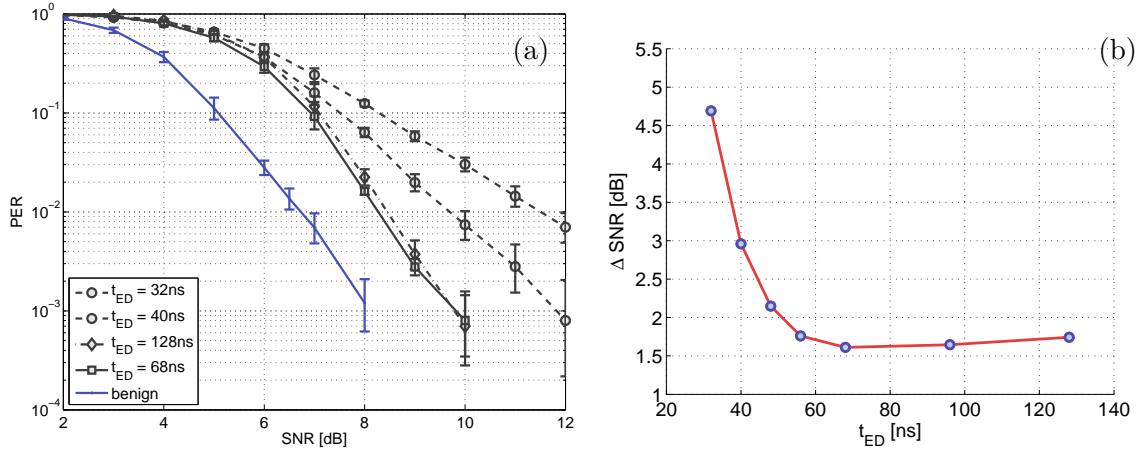 (a)
10^0
10^-1
10^-2
10^-3
10^-4
PER
2
4
6
8
10
12
SNR [dB]
t_ED = 32ns
t_ED = 40ns
t_ED = 128ns
t_ED = 68ns
benign
(b)
5.5
5
4.5
4
3.5
3
2.5
2
1.5
1
Δ SNR [dB]
20
40
60
80
100
120
140
t_ED [ns]